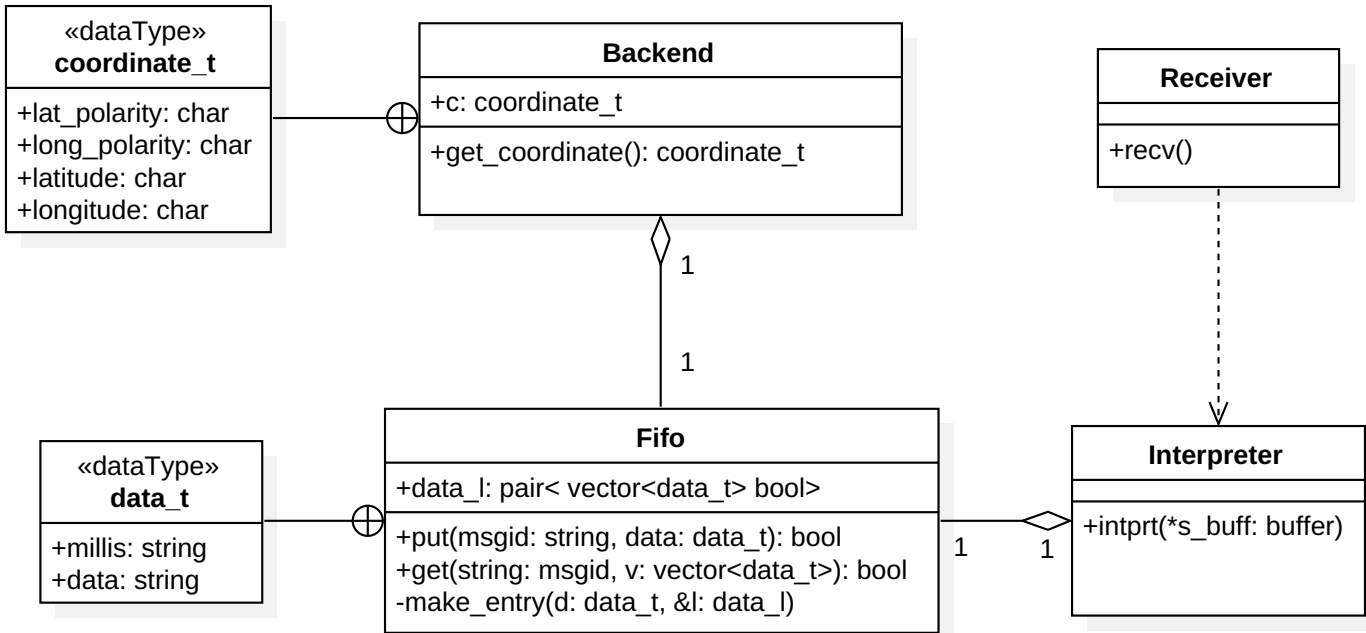 «dataType»
coordinate_t
+lat_polarity: char
+long_polarity: char
+latitude: char
+longitude: char
Backend
+c: coordinate_t
+get_coordinate(): coordinate_t
Receiver
+recv()
1
1
«dataType»
data_t
+millis: string
+data: string
Fifo
+data_l: pair< vector<data_t> bool>
+put(msgid: string, data: data_t): bool
+get(string: msgid, v: vector<data_t>): bool
-make_entry(d: data_t, &l: data_l)
1
1
Interpreter
+intprt(*s_buff: buffer)